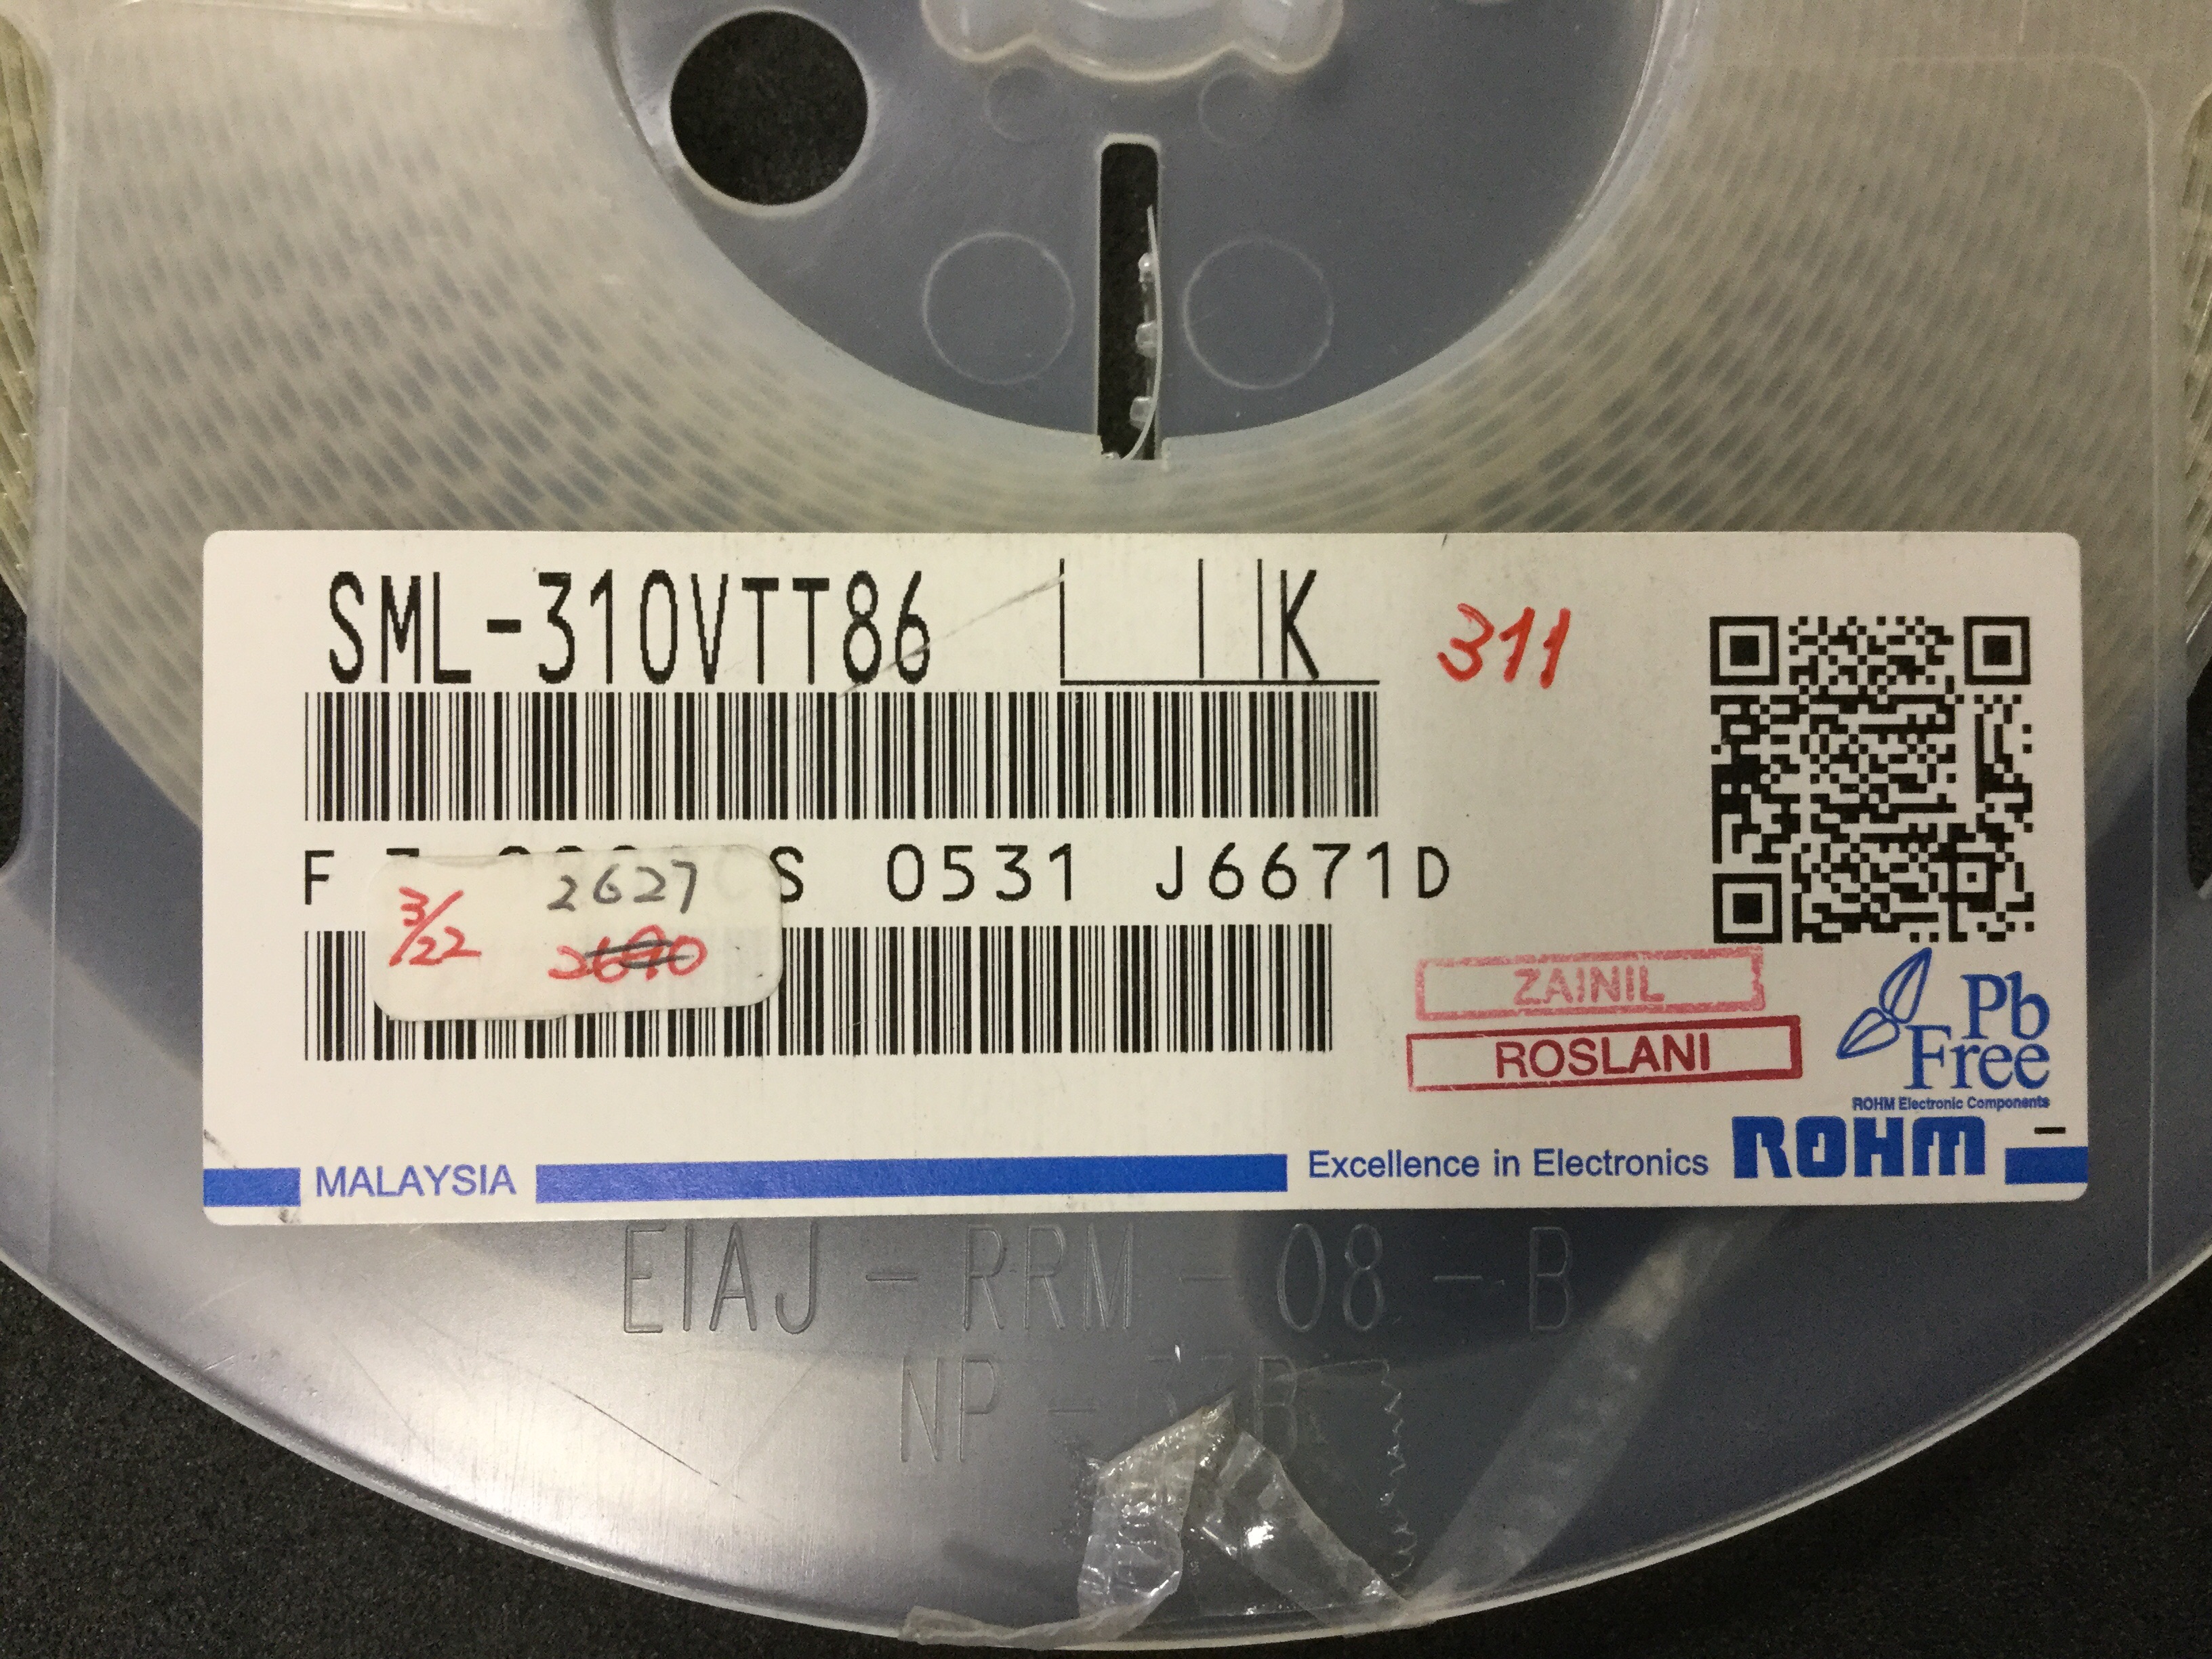 SML-310VTT86 K 311
F S 0531 J6671D
2627
3/22
ZAINIL
ROSLANI
Pb
Free
ROHM Electronic Components
MALAYSIA Excellence in Electronics ROHM
EIAJ - RRM - 08 - B
NP - 33B